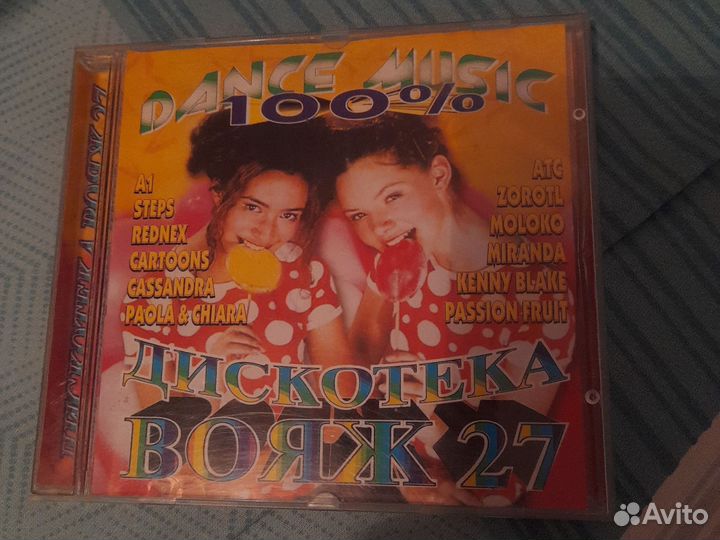 DANCE MUSIC
100%
A1
STEPS
REDNEX
CARTOONS
CASSANDRA
PAOLA & CHIARA
ATC
ZOROTL
MOLOKO
MIRANDA
KENNY BLAKE
PASSION FRUIT
ДИСКОТЕКА
ВОЯЖ 27
ДИСКОТЕКА ВОЯЖ 27
Avito